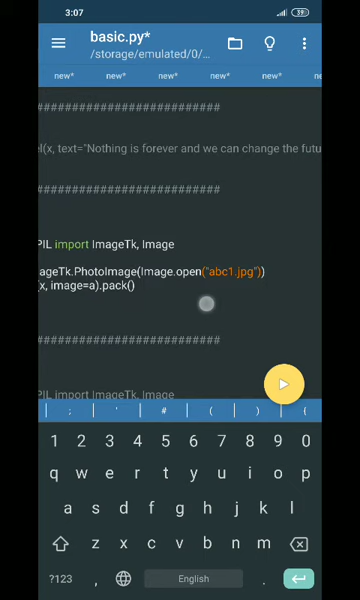 3:07
39
basic.py*
/storage/emulated/0/...
new* new* new* new* new* ne
##########################
el(x, text="Nothing is forever and we can change the futu
##########################
PIL import ImageTk, Image
ageTk.PhotoImage(Image.open("abc1.jpg"))
(x, image=a).pack()
##########################
PIL import ImageTk, Image
; ' # ( ) {
1 2 3 4 5 6 7 8 9 0
q w e r t y u i o p
a s d f g h j k l
z x c v b n m
?123 , English .